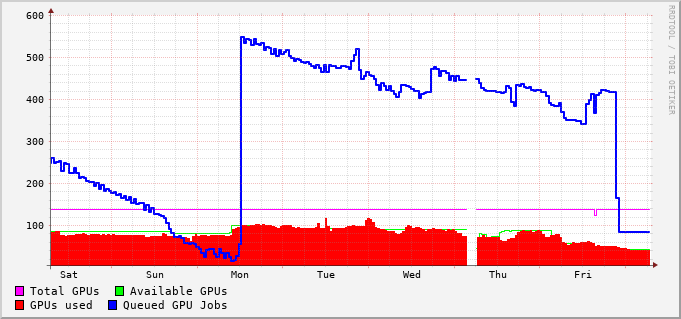 600
500
400
300
200
100
Sat Sun Mon Tue Wed Thu Fri
Total GPUs Available GPUs
GPUs used Queued GPU Jobs
RRDTOOL / TOBI OETIKER